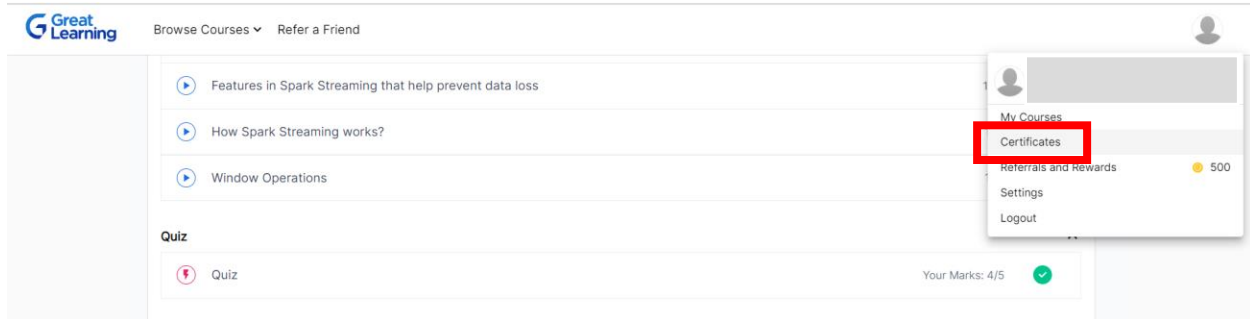 Great Learning
Browse Courses Refer a Friend
Features in Spark Streaming that help prevent data loss
How Spark Streaming works?
Window Operations
Quiz
Quiz
Your Marks: 4/5
My Courses
Certificates
Referrals and Rewards 500
Settings
Logout